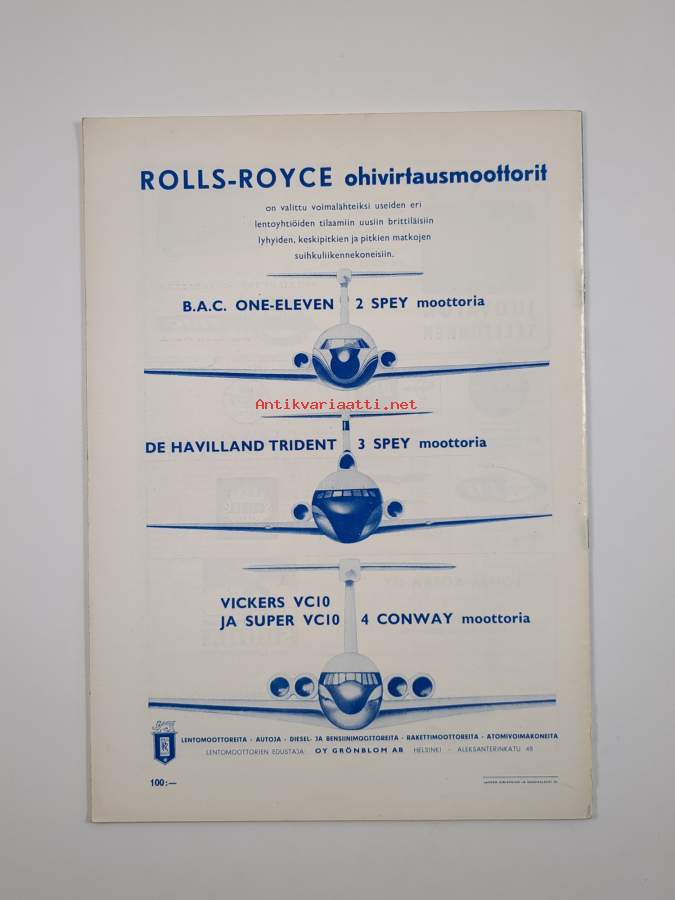 ROLLS-ROYCE ohivirtausmoottorit
on valittu voimalähteiksi useiden eri
lentoyhtiöiden tilaamiin uusiin brittiläisiin
lyhyiden, keskipitkien ja pitkien matkojen
suihkuliikennekoneisiin.
B.A.C. ONE-ELEVEN 2 SPEY moottoria
Antikvariaatti.net
DE HAVILLAND TRIDENT 3 SPEY moottoria
VICKERS VC10
JA SUPER VC10 4 CONWAY moottoria
LENTOMOOTTOREITA · AUTOJA · DIESEL- JA BENSIINIMOOTTOREITA · RAKETTIMOOTTOREITA · ATOMIVOIMAKONEITA
LENTOMOOTTORIEN EDUSTAJA: OY GRÖNBLOM AB HELSINKI · ALEKSANTERINKATU 48
100:—